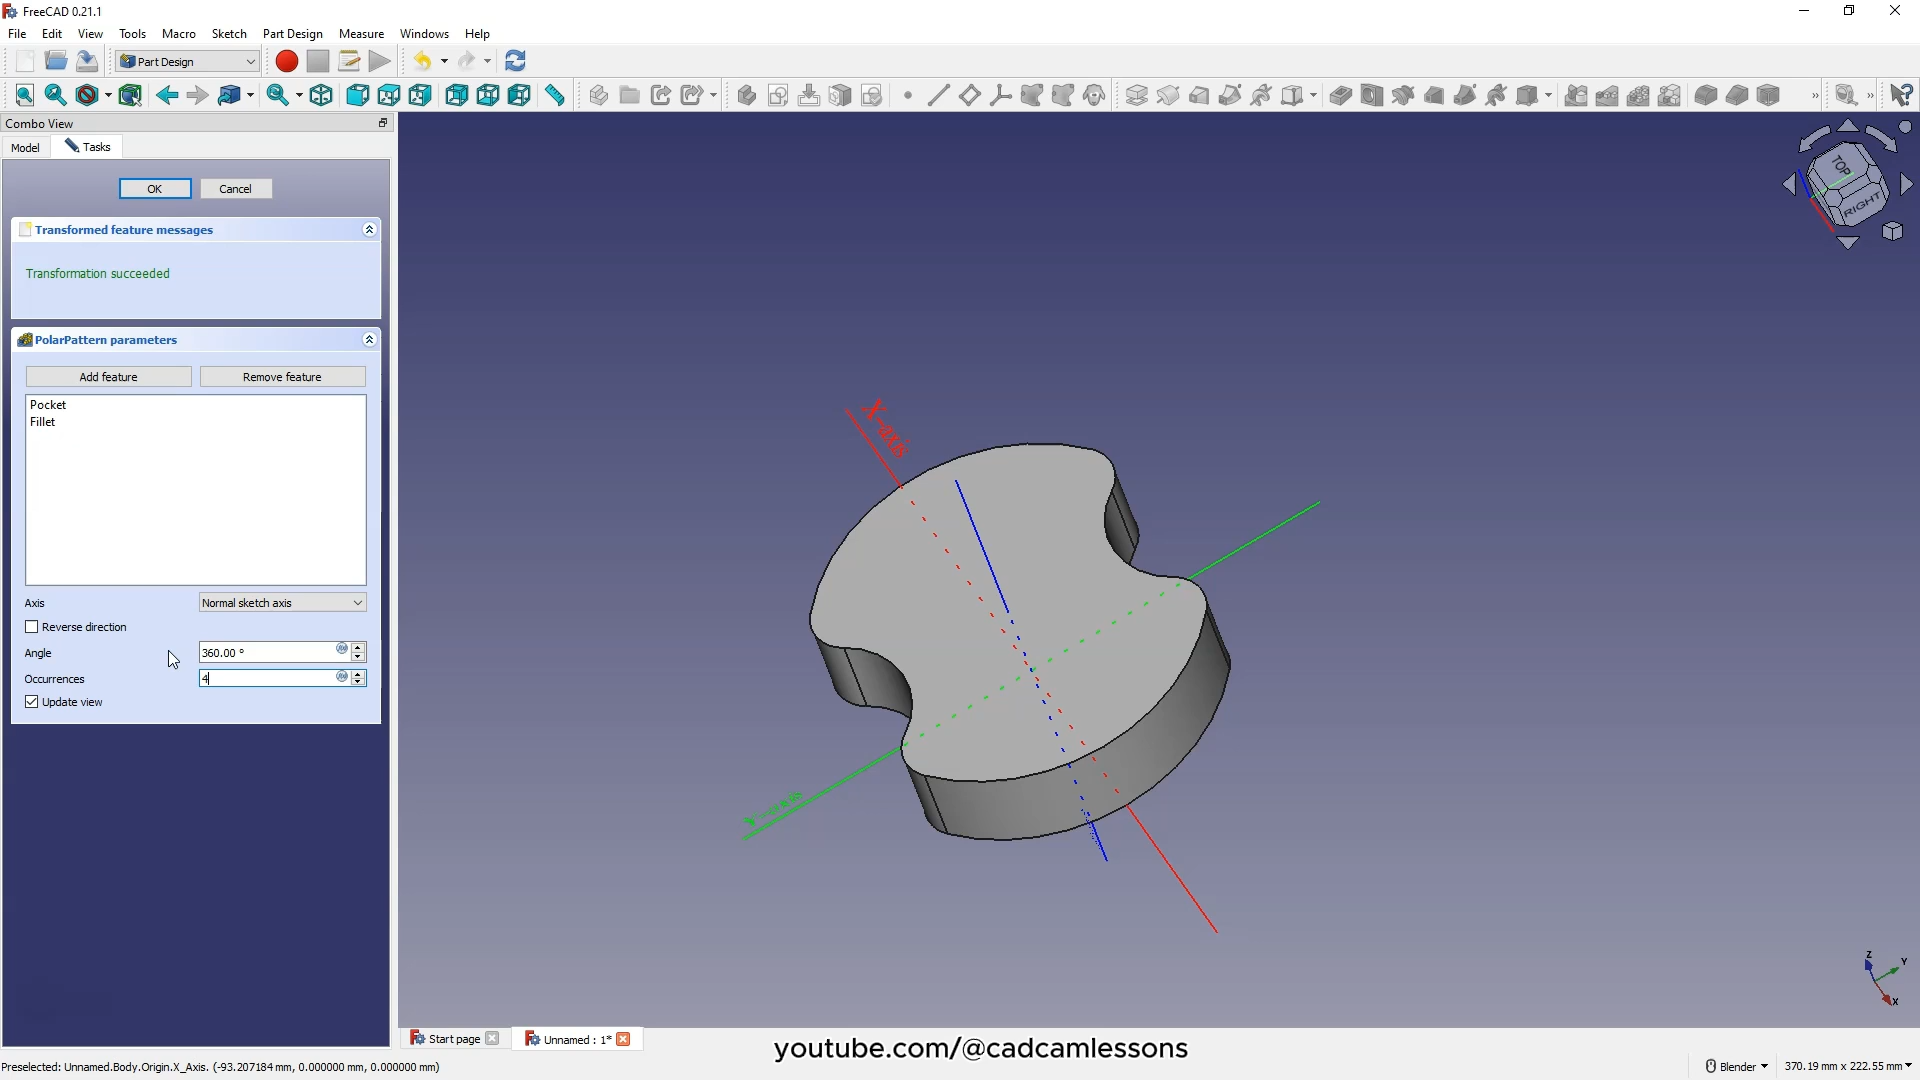 FreeCAD 0.21.1
File Edit View Tools Macro Sketch Part Design Measure Windows Help
Part Design
Combo View
Model Tasks
OK Cancel
Transformed feature messages
Transformation succeeded
PolarPattern parameters
Add feature Remove feature
Pocket
Fillet
Axis Normal sketch axis
Reverse direction
Angle 360.00 °
Occurrences 4
Update view
TOP
RIGHT
X-axis
Z
Y
X
Start page Unnamed : 1*
youtube.com/@cadcamlessons
Preselected: Unnamed.Body.Origin.X_Axis. (-93.207184 mm, 0.000000 mm, 0.000000 mm) Blender 370.19 mm x 222.55 mm